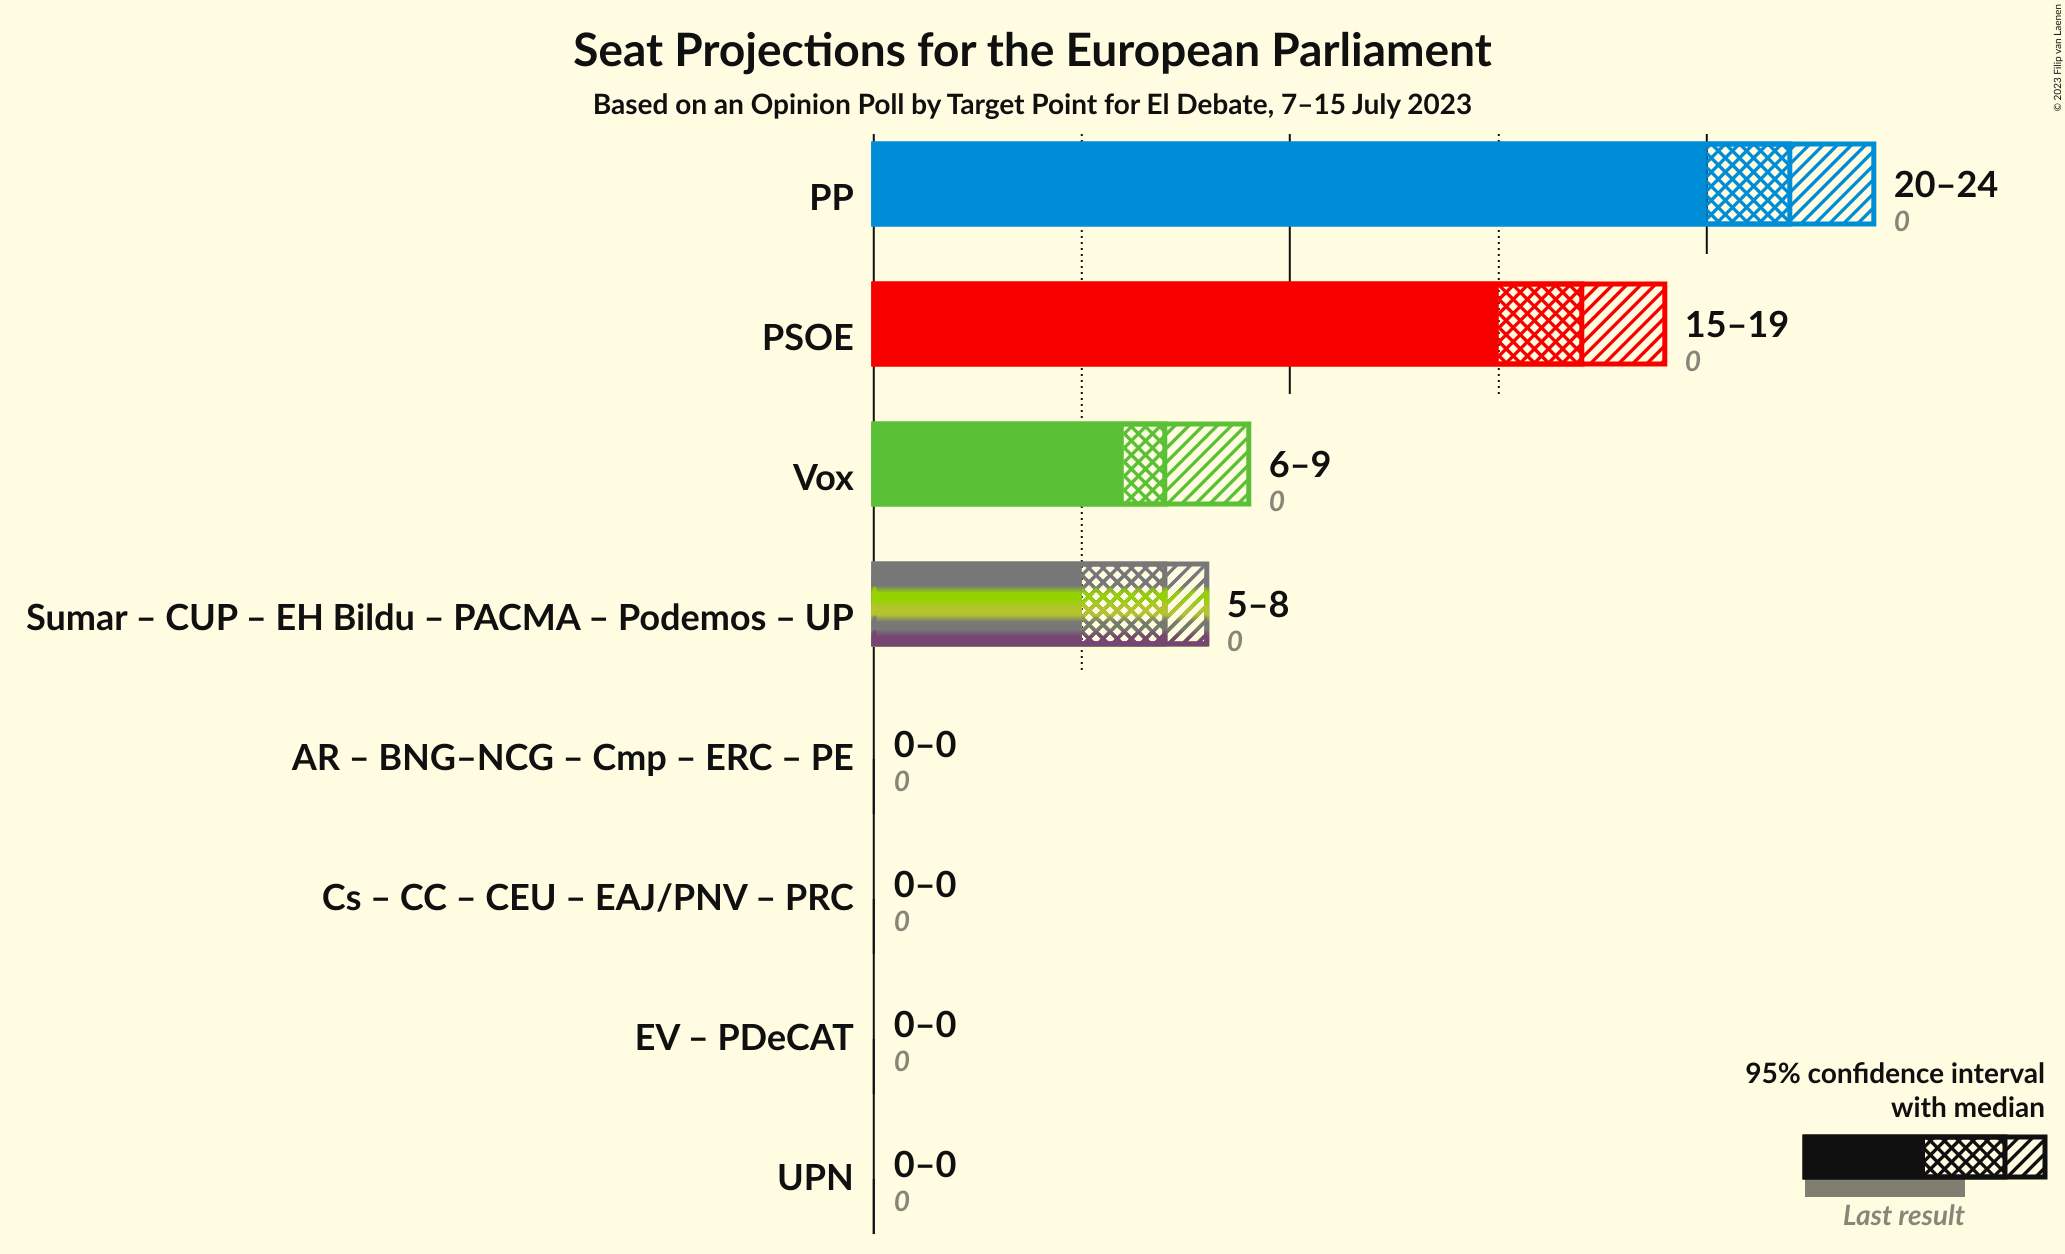 Seat Projections for the European Parliament
Based on an Opinion Poll by Target Point for El Debate, 7–15 July 2023
© 2023 Filip van Laenen
PP
20–24
0
PSOE
15–19
0
Vox
6–9
0
Sumar – CUP – EH Bildu – PACMA – Podemos – UP
5–8
0
AR – BNG–NCG – Cmp – ERC – PE
0–0
0
Cs – CC – CEU – EAJ/PNV – PRC
0–0
0
EV – PDeCAT
0–0
0
UPN
0–0
0
95% confidence interval
with median
Last result